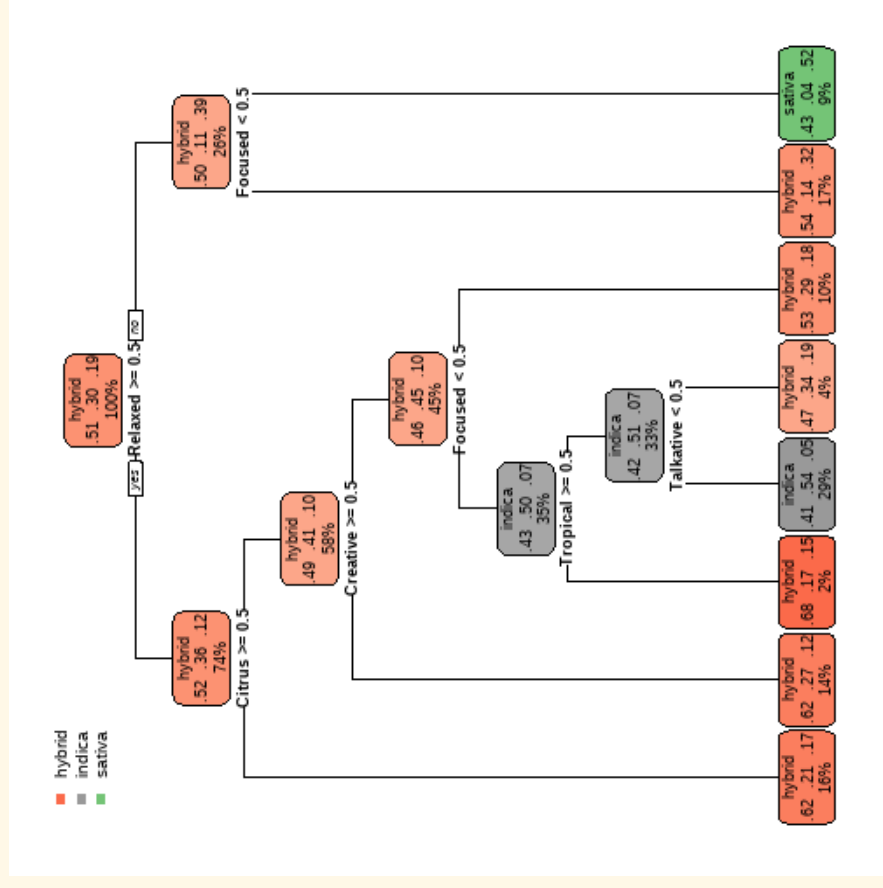 hybrid
indica
sativa
hybrid
.51 .30 .19
100%
yes
Relaxed >= 0.5
no
hybrid
.52 .36 .12
74%
Citrus >= 0.5
hybrid
.50 .11 .39
26%
Focused < 0.5
hybrid
.49 .41 .10
58%
Creative >= 0.5
hybrid
.46 .45 .10
45%
Focused < 0.5
indica
.43 .50 .07
35%
Tropical >= 0.5
indica
.42 .51 .07
33%
Talkative < 0.5
hybrid
.62 .21 .17
16%
hybrid
.62 .27 .12
14%
hybrid
.68 .17 .15
2%
indica
.41 .54 .05
29%
hybrid
.47 .34 .19
4%
hybrid
.53 .29 .18
10%
hybrid
.54 .14 .32
17%
sativa
.43 .04 .52
9%